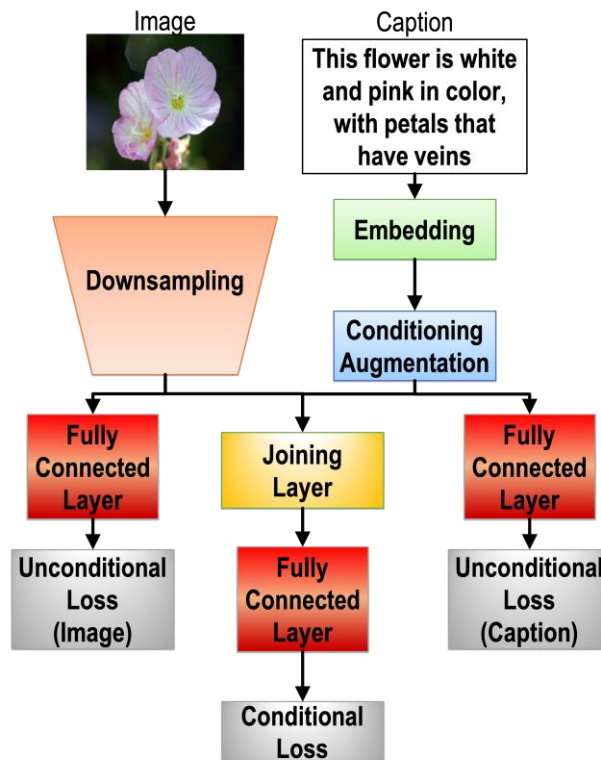 Image
Caption
This flower is white
and pink in color,
with petals that
have veins
Downsampling
Embedding
Conditioning
Augmentation
Fully
Connected
Layer
Joining
Layer
Fully
Connected
Layer
Unconditional
Loss
(Image)
Fully
Connected
Layer
Unconditional
Loss
(Caption)
Conditional
Loss